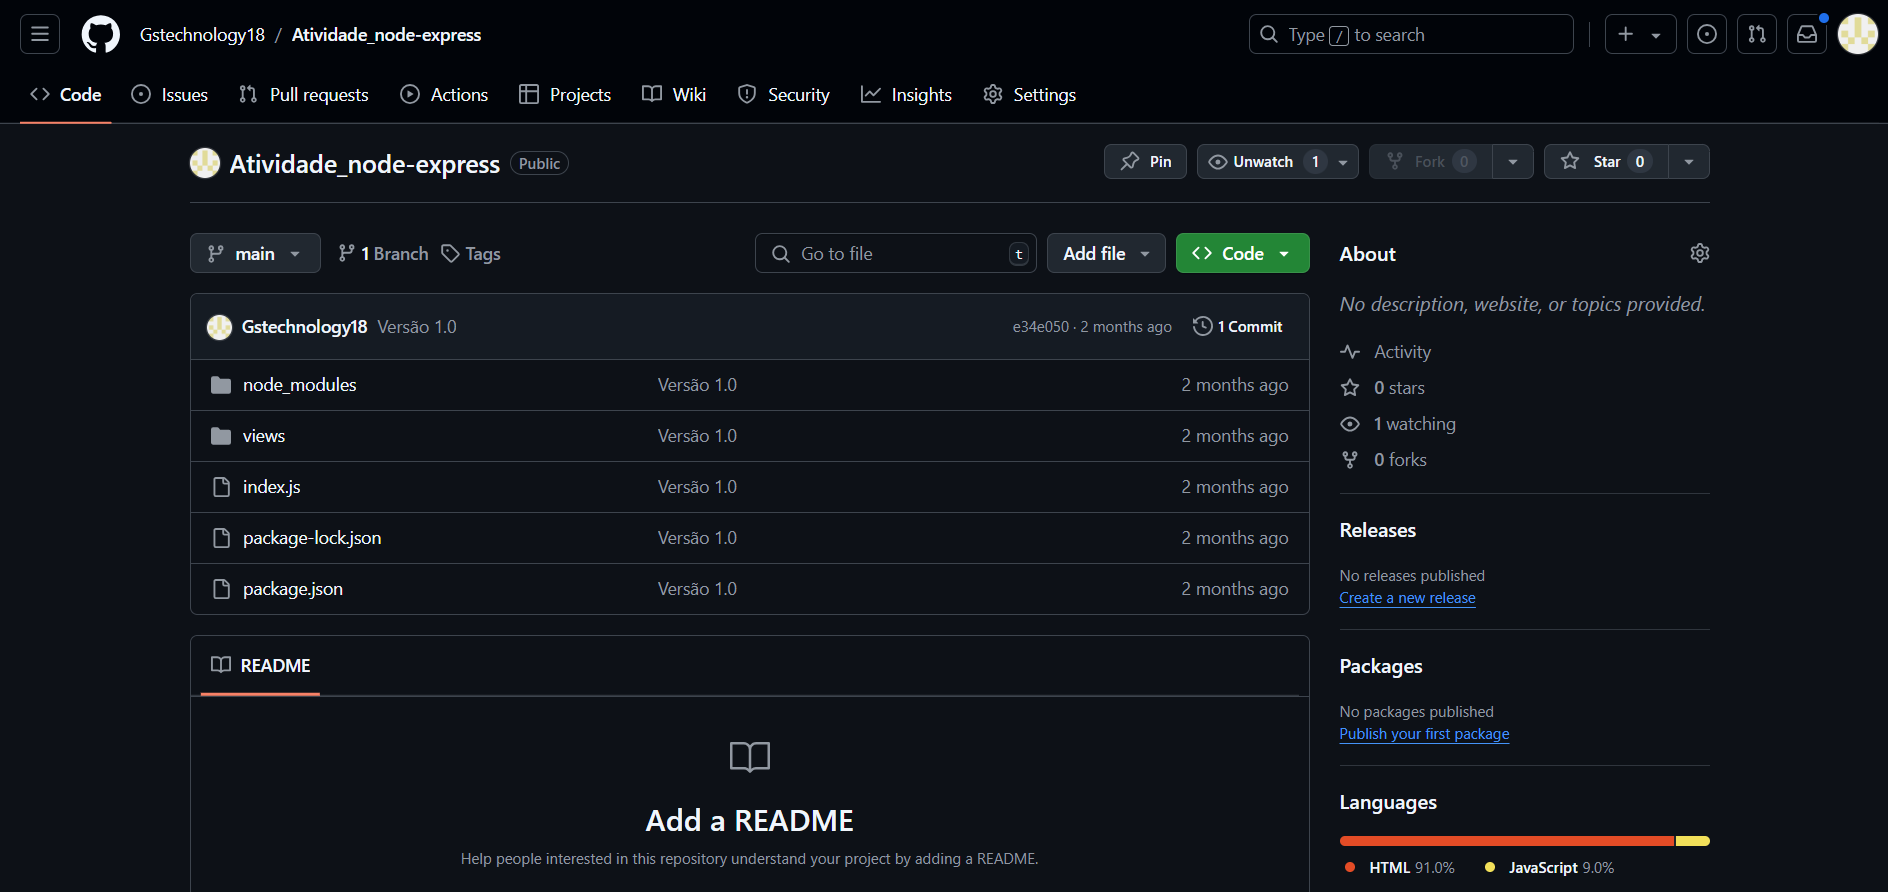 Gstechnology18 / Atividade_node-express
Type / to search
Code Issues Pull requests Actions Projects Wiki Security Insights Settings
Atividade_node-express Public
Pin Unwatch 1 Fork 0 Star 0
main 1 Branch Tags Go to file t Add file Code
Gstechnology18 Versão 1.0 e34e050 · 2 months ago 1 Commit
node_modules Versão 1.0 2 months ago
views Versão 1.0 2 months ago
index.js Versão 1.0 2 months ago
package-lock.json Versão 1.0 2 months ago
package.json Versão 1.0 2 months ago
README
Add a README
Help people interested in this repository understand your project by adding a README.
About
No description, website, or topics provided.
Activity
0 stars
1 watching
0 forks
Releases
No releases published
Create a new release
Packages
No packages published
Publish your first package
Languages
HTML 91.0% JavaScript 9.0%